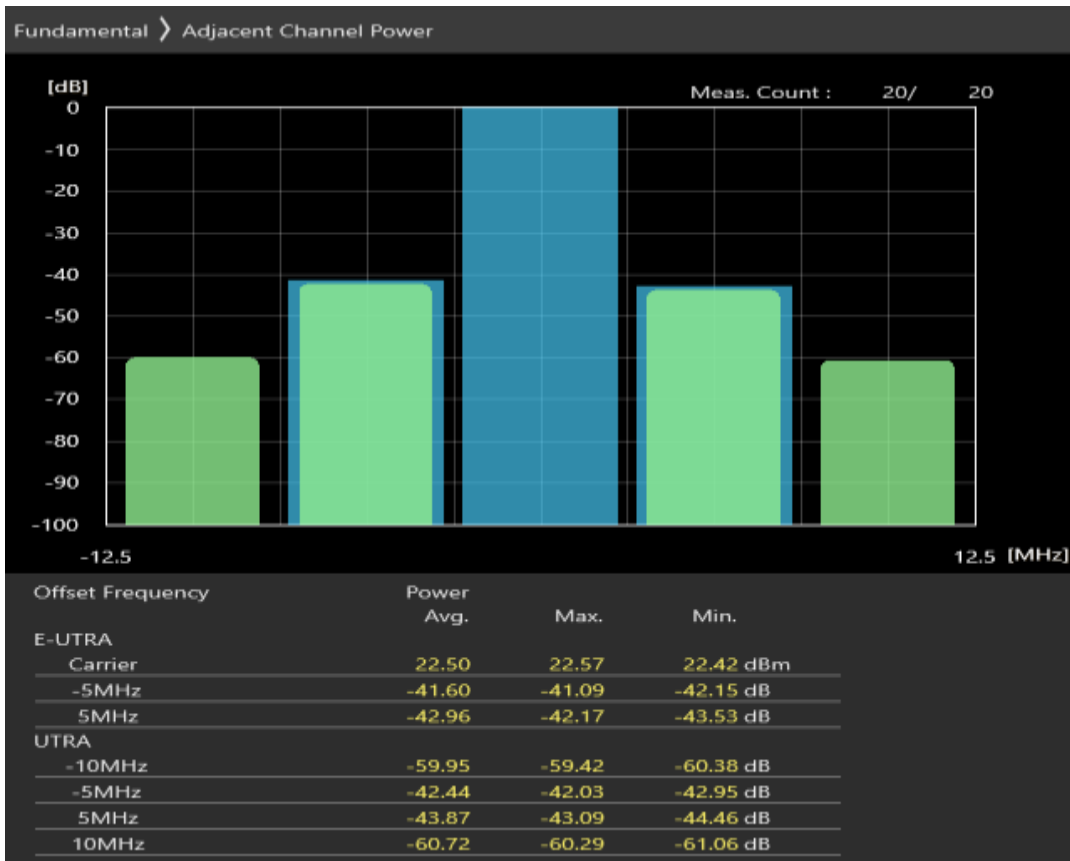 Fundamental 〉 Adjacent Channel Power
[dB]
Meas. Count : 20/ 20
0
-10
-20
-30
-40
-50
-60
-70
-80
-90
-100
-12.5 12.5 [MHz]
Offset Frequency Power
Avg. Max. Min.
E-UTRA
Carrier 22.50 22.57 22.42 dBm
-5MHz -41.60 -41.09 -42.15 dB
5MHz -42.96 -42.17 -43.53 dB
UTRA
-10MHz -59.95 -59.42 -60.38 dB
-5MHz -42.44 -42.03 -42.95 dB
5MHz -43.87 -43.09 -44.46 dB
10MHz -60.72 -60.29 -61.06 dB